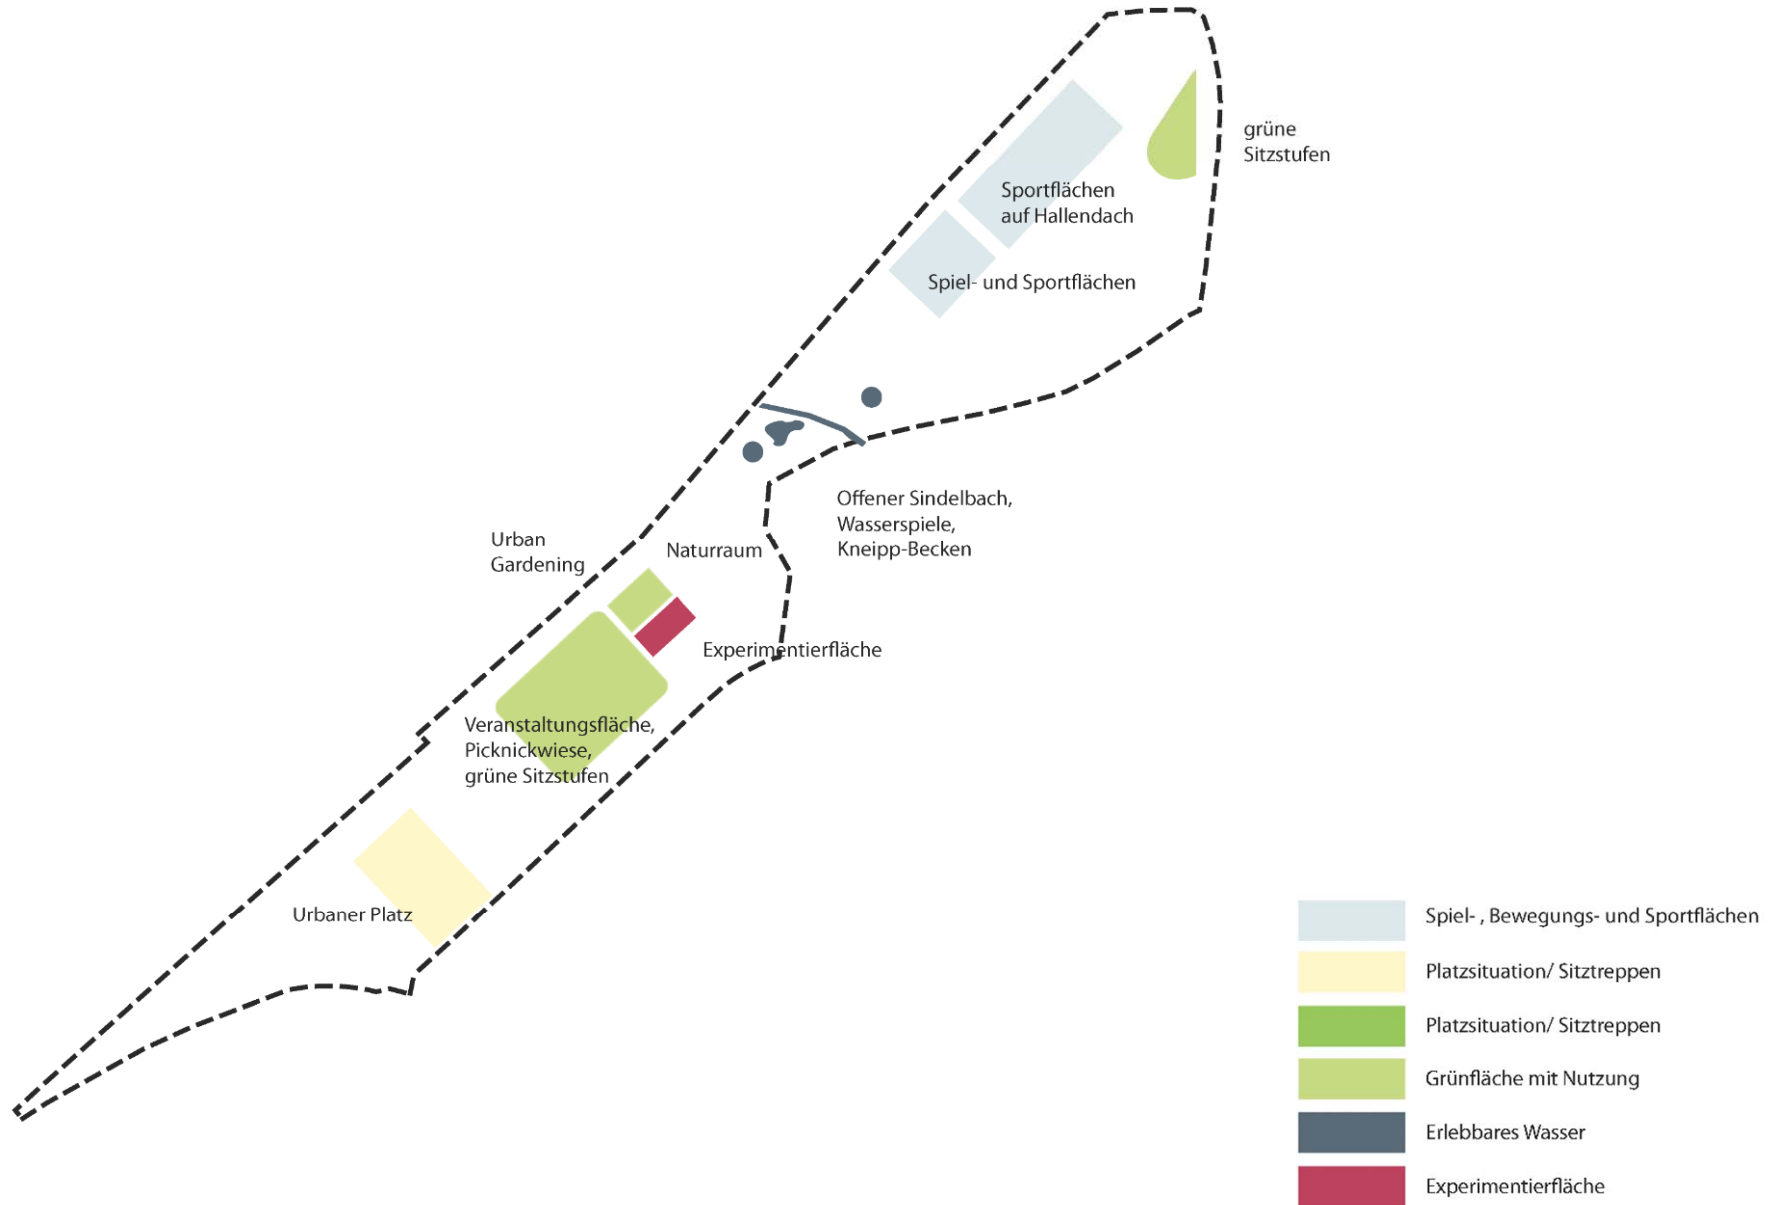 grüne
Sitzstufen
Sportflächen
auf Hallendach
Spiel- und Sportflächen
Offener Sindelbach,
Wasserspiele,
Kneipp-Becken
Urban
Gardening
Naturraum
Experimentierfläche
Veranstaltungsfläche,
Picknickwiese,
grüne Sitzstufen
Urbaner Platz
Spiel- , Bewegungs- und Sportflächen
Platzsituation/ Sitztreppen
Platzsituation/ Sitztreppen
Grünfläche mit Nutzung
Erlebbares Wasser
Experimentierfläche